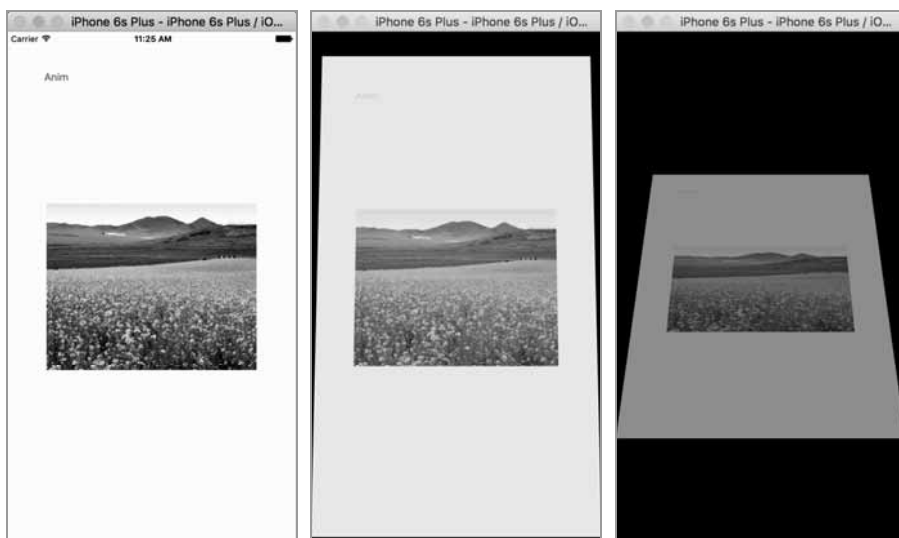 iPhone 6s Plus - iPhone 6s Plus / iO...
Carrier 11:25 AM
Anim
iPhone 6s Plus - iPhone 6s Plus / iO...
iPhone 6s Plus - iPhone 6s Plus / iO...